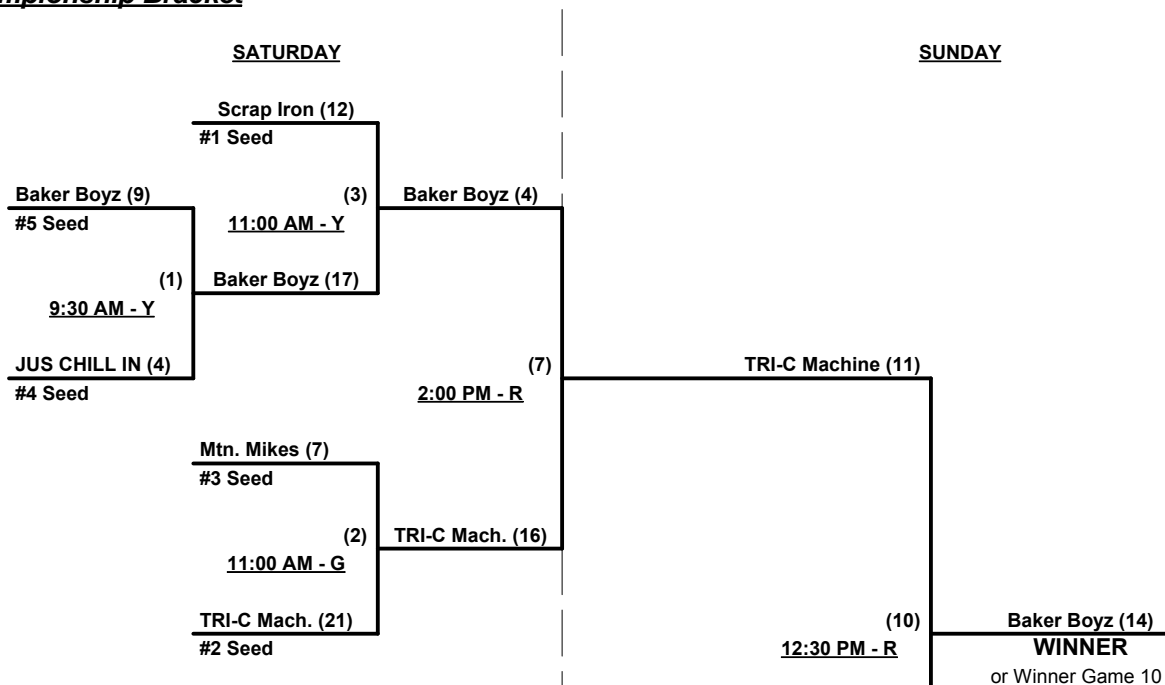 Championship Bracket
SATURDAY
SUNDAY
Scrap Iron (12)
#1 Seed
Baker Boyz (9)
#5 Seed
(3)
11:00 AM - Y
Baker Boyz (4)
(1)
9:30 AM - Y
Baker Boyz (17)
JUS CHILL IN (4)
#4 Seed
(7)
2:00 PM - R
TRI-C Machine (11)
Mtn. Mikes (7)
#3 Seed
(2)
11:00 AM - G
TRI-C Mach. (16)
TRI-C Mach. (21)
#2 Seed
(10)
12:30 PM - R
Baker Boyz (14)
WINNER
or Winner Game 10